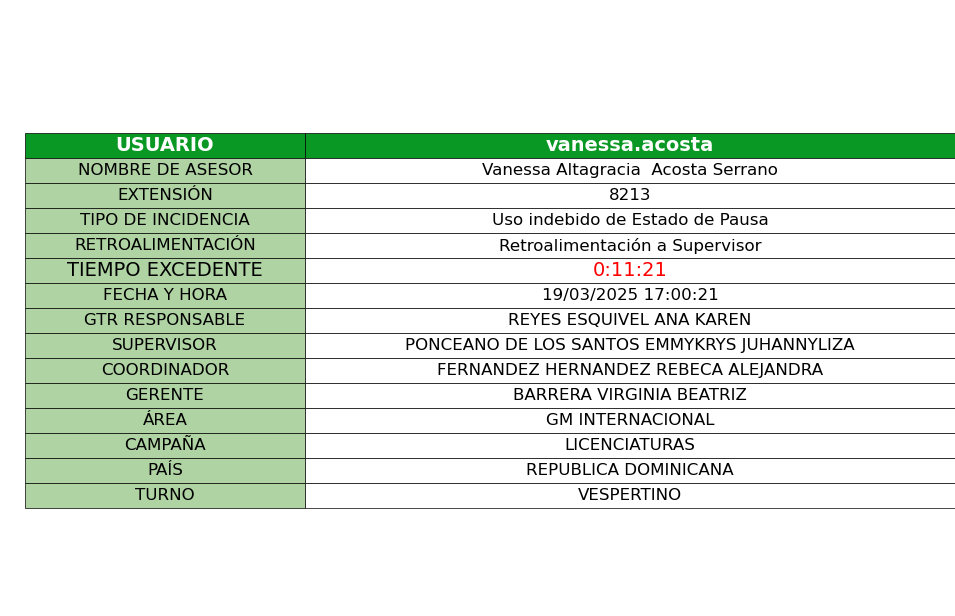 USUARIO vanessa.acosta
NOMBRE DE ASESOR Vanessa Altagracia  Acosta Serrano
EXTENSIÓN 8213
TIPO DE INCIDENCIA Uso indebido de Estado de Pausa
RETROALIMENTACIÓN Retroalimentación a Supervisor
TIEMPO EXCEDENTE 0:11:21
FECHA Y HORA 19/03/2025 17:00:21
GTR RESPONSABLE REYES ESQUIVEL ANA KAREN
SUPERVISOR PONCEANO DE LOS SANTOS EMMYKRYS JUHANNYLIZA
COORDINADOR FERNANDEZ HERNANDEZ REBECA ALEJANDRA
GERENTE BARRERA VIRGINIA BEATRIZ
ÁREA GM INTERNACIONAL
CAMPAÑA LICENCIATURAS
PAÍS REPUBLICA DOMINICANA
TURNO VESPERTINO